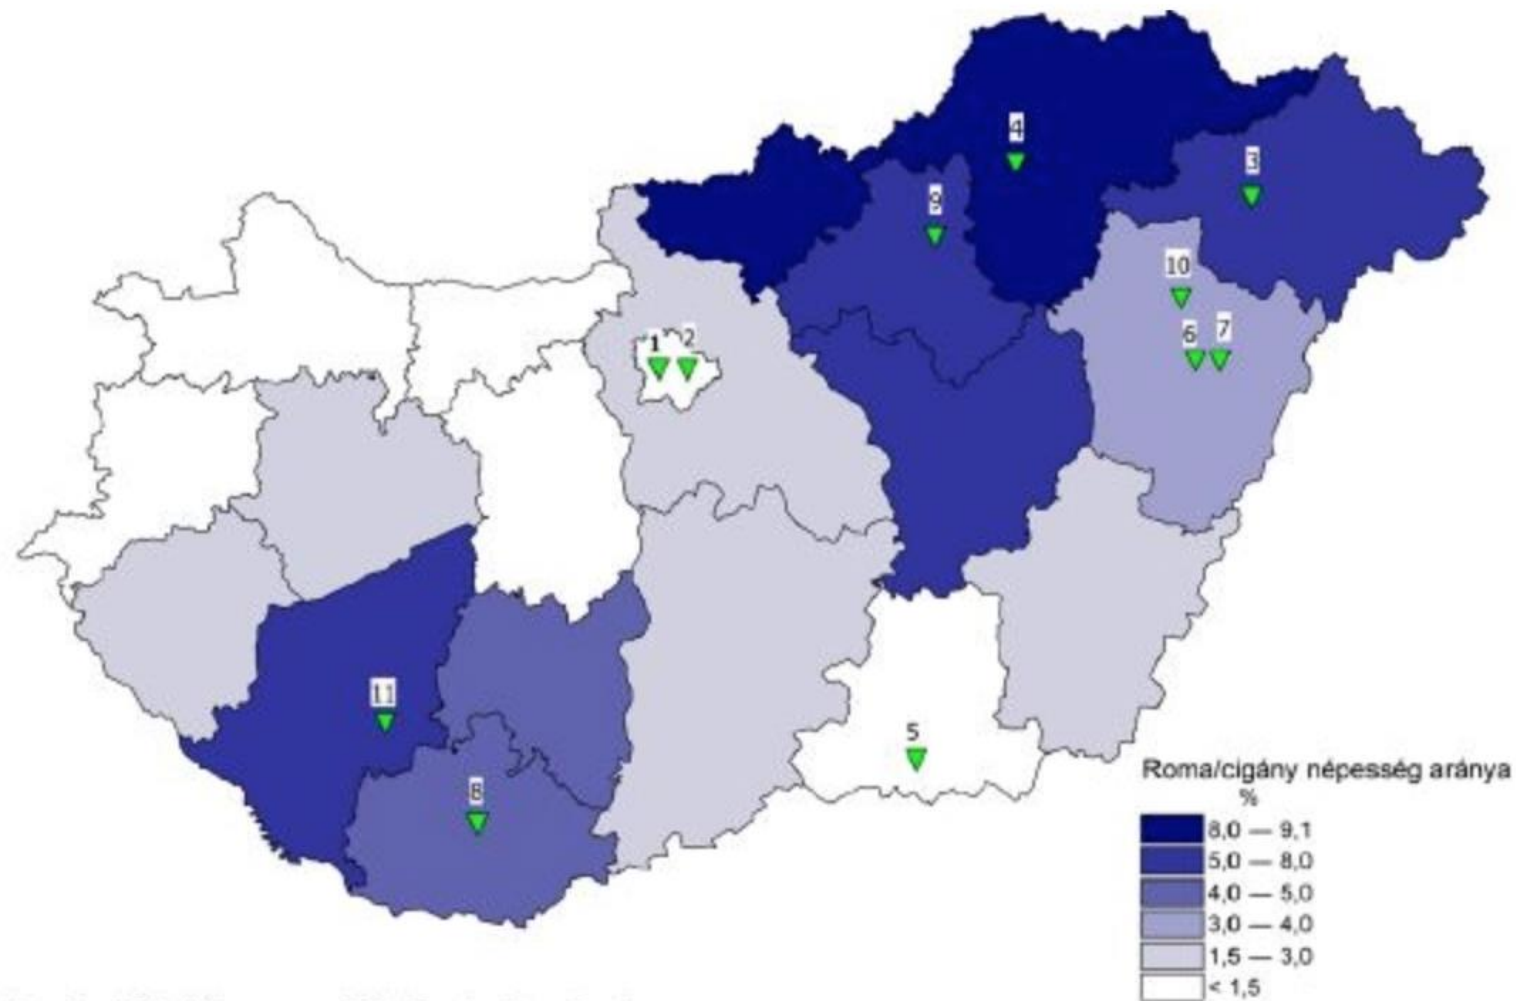 4
3
9
10
1
2
6
7
11
5
8
Roma/cigány népesség aránya
%
8,0 — 9,1
5,0 — 8,0
4,0 — 5,0
3,0 — 4,0
1,5 — 3,0
< 1,5